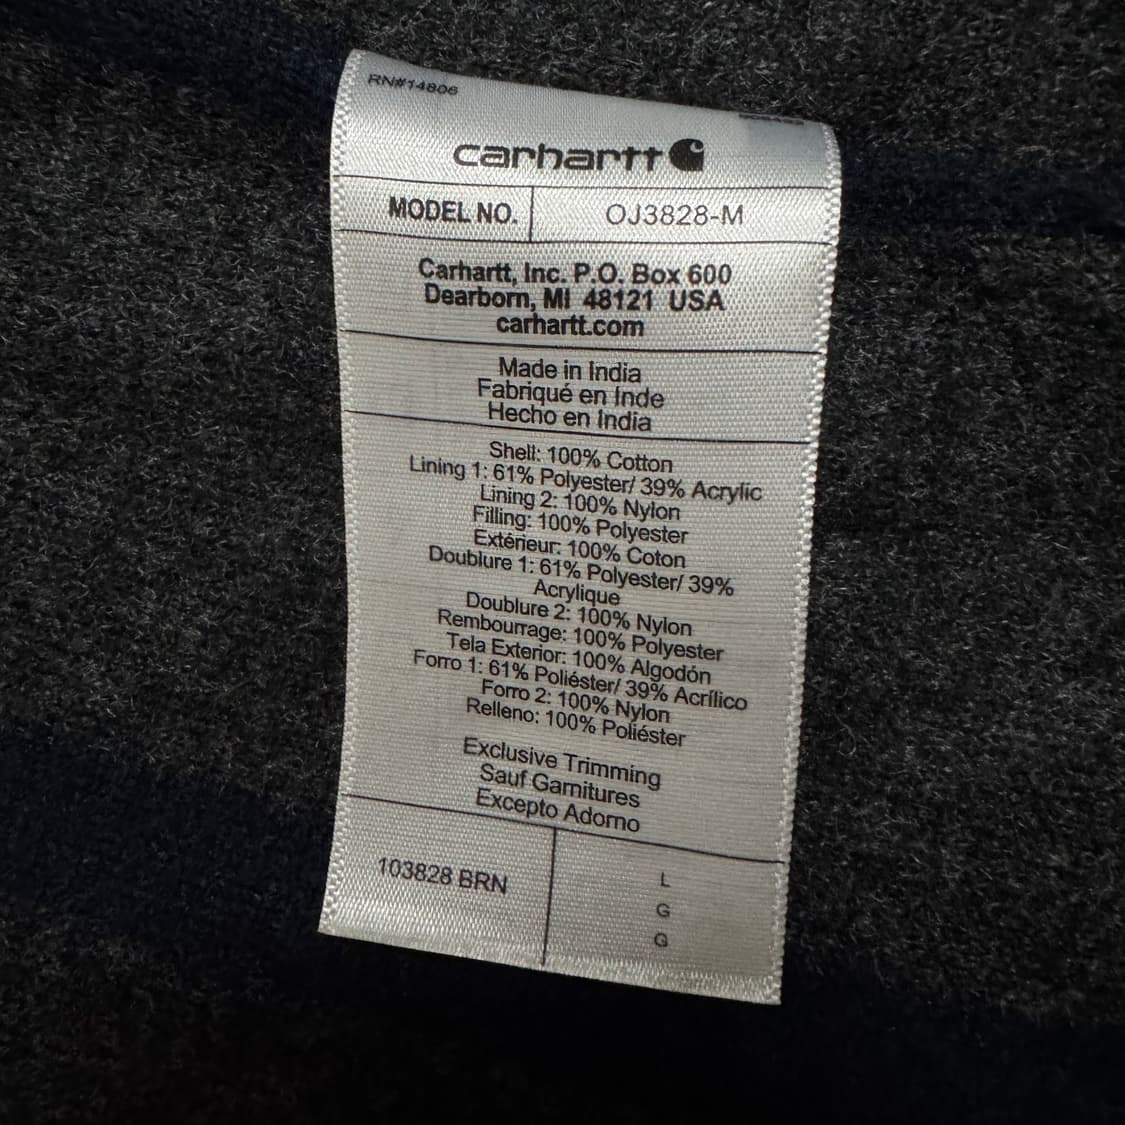 RN#14806
carhartt
MODEL NO. OJ3828-M
Carhartt, Inc. P.O. Box 600
Dearborn, MI 48121 USA
carhartt.com
Made in India
Fabriqué en Inde
Hecho en India
Shell: 100% Cotton
Lining 1: 61% Polyester/ 39% Acrylic
Lining 2: 100% Nylon
Filling: 100% Polyester
Extérieur: 100% Coton
Doublure 1: 61% Polyester/ 39%
Acrylique
Doublure 2: 100% Nylon
Rembourrage: 100% Polyester
Tela Exterior: 100% Algodón
Forro 1: 61% Poliéster/ 39% Acrílico
Forro 2: 100% Nylon
Relleno: 100% Poliéster
Exclusive Trimming
Sauf Garnitures
Excepto Adorno
103828 BRN
L
G
G